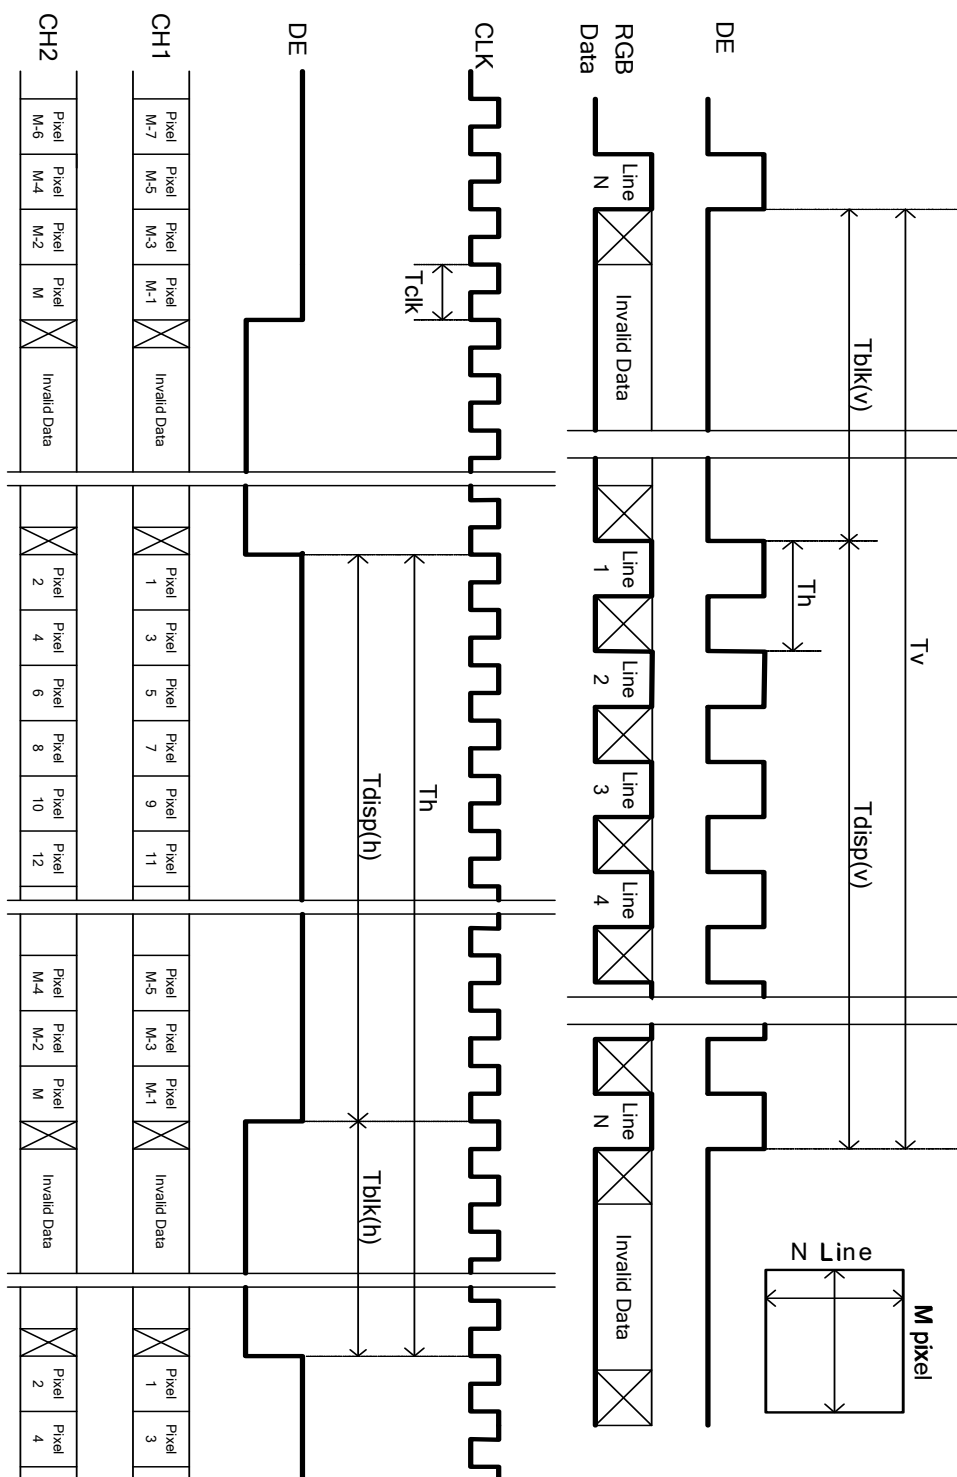 Tv
Tblk(v)
Tdisp(v)
Th
M pixel
N Line
DE
RGB
Data
Line
N
Invalid Data
Line
1
Line
2
Line
3
Line
4
Line
N
Invalid Data
CLK
Tclk
Th
Tdisp(h)
Tblk(h)
DE
CH1
Pixel
M-7
Pixel
M-5
Pixel
M-3
Pixel
M-1
Invalid Data
Pixel
1
Pixel
3
Pixel
5
Pixel
7
Pixel
9
Pixel
11
Pixel
M-5
Pixel
M-3
Pixel
M-1
Invalid Data
Pixel
1
Pixel
3
CH2
Pixel
M-6
Pixel
M-4
Pixel
M-2
Pixel
M
Invalid Data
Pixel
2
Pixel
4
Pixel
6
Pixel
8
Pixel
10
Pixel
12
Pixel
M-4
Pixel
M-2
Pixel
M
Invalid Data
Pixel
2
Pixel
4